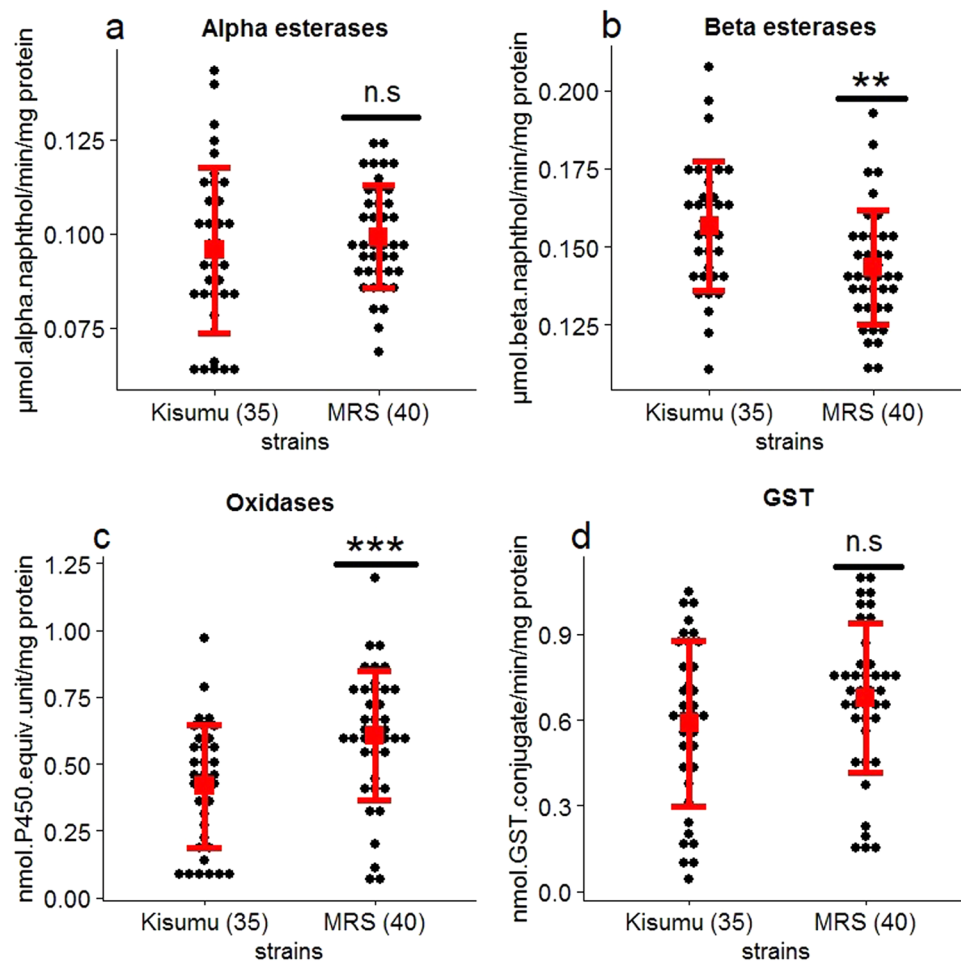 a
Alpha esterases
µmol.alpha.naphthol/min/mg protein
0.125
0.100
0.075
n.s
Kisumu (35)
MRS (40)
strains
b
Beta esterases
µmol.beta.naphthol/min/mg protein
0.200
0.175
0.150
0.125
**
Kisumu (35)
MRS (40)
strains
c
Oxidases
nmol.P450.equiv.unit/mg protein
1.25
1.00
0.75
0.50
0.25
0.00
***
Kisumu (35)
MRS (40)
strains
d
GST
nmol.GST.conjugate/min/mg protein
0.9
0.6
0.3
0.0
n.s
Kisumu (35)
MRS (40)
strains